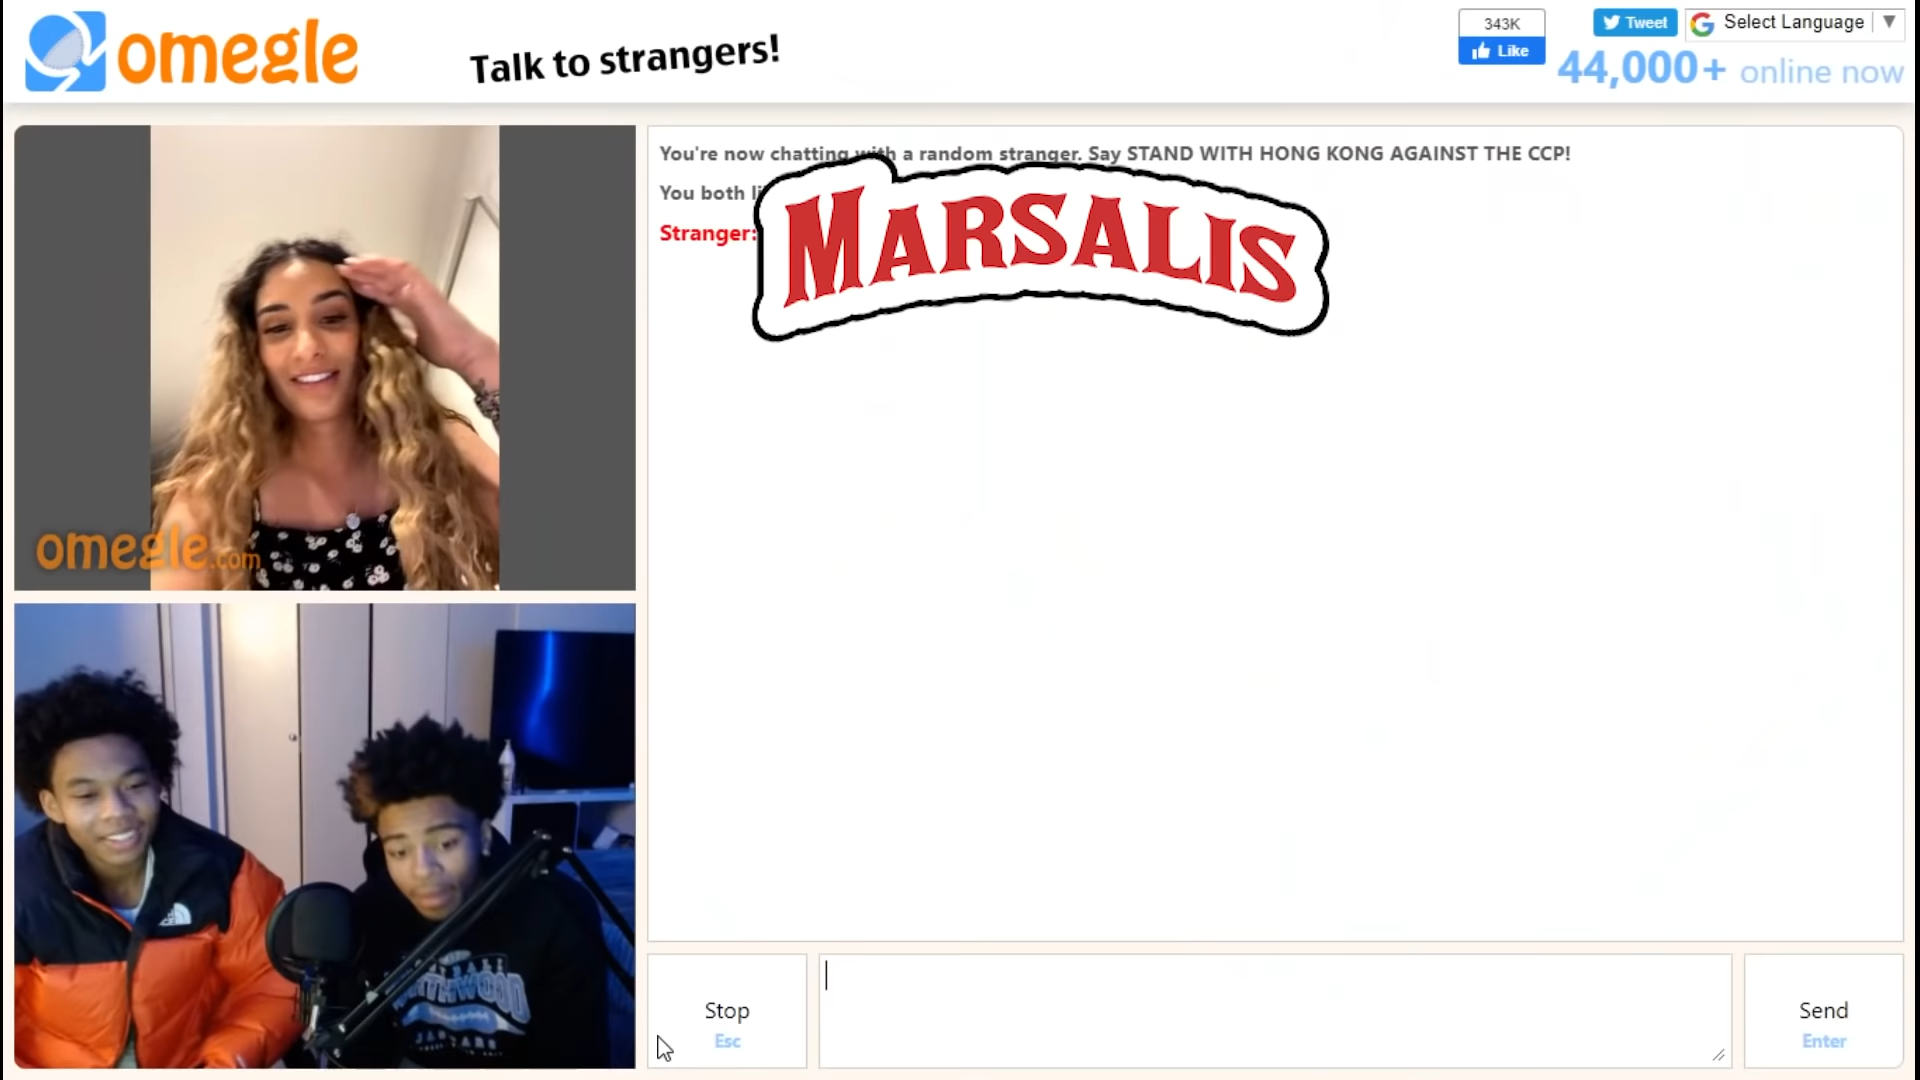 omegle
Talk to strangers!
343K
Like
Tweet
Select Language
44,000+ online now
You're now chatting with a random stranger. Say STAND WITH HONG KONG AGAINST THE CCP!
You both
Stranger:
MARSALIS
omegle.com
Stop
Esc
Send
Enter